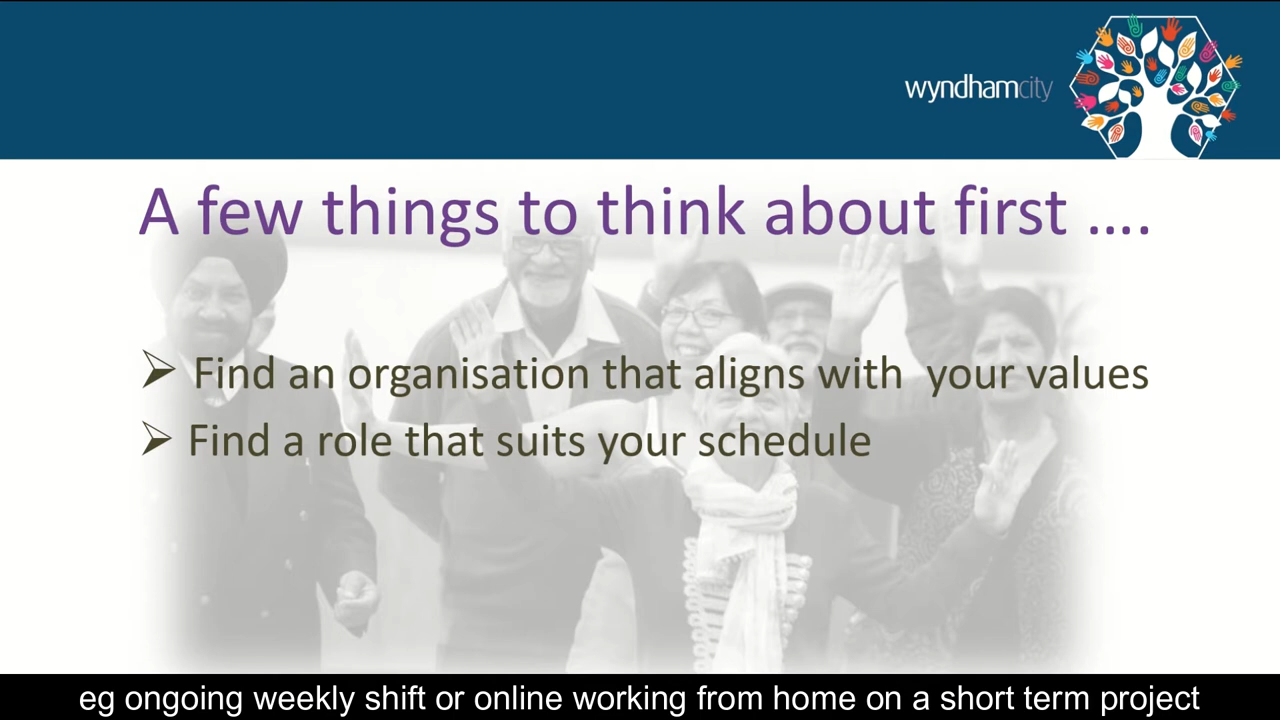 wyndhamcity
A few things to think about first ....
Find an organisation that aligns with your values
Find a role that suits your schedule
eg ongoing weekly shift or online working from home on a short term project